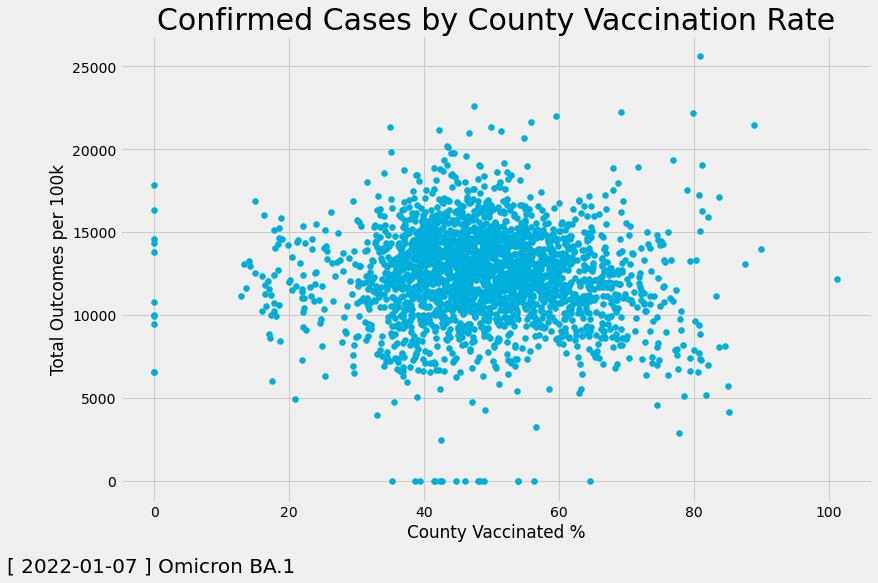 Confirmed Cases by County Vaccination Rate
25000
20000
15000
10000
5000
0
Total Outcomes per 100k
0 20 40 60 80 100
County Vaccinated %
[ 2022-01-07 ] Omicron BA.1